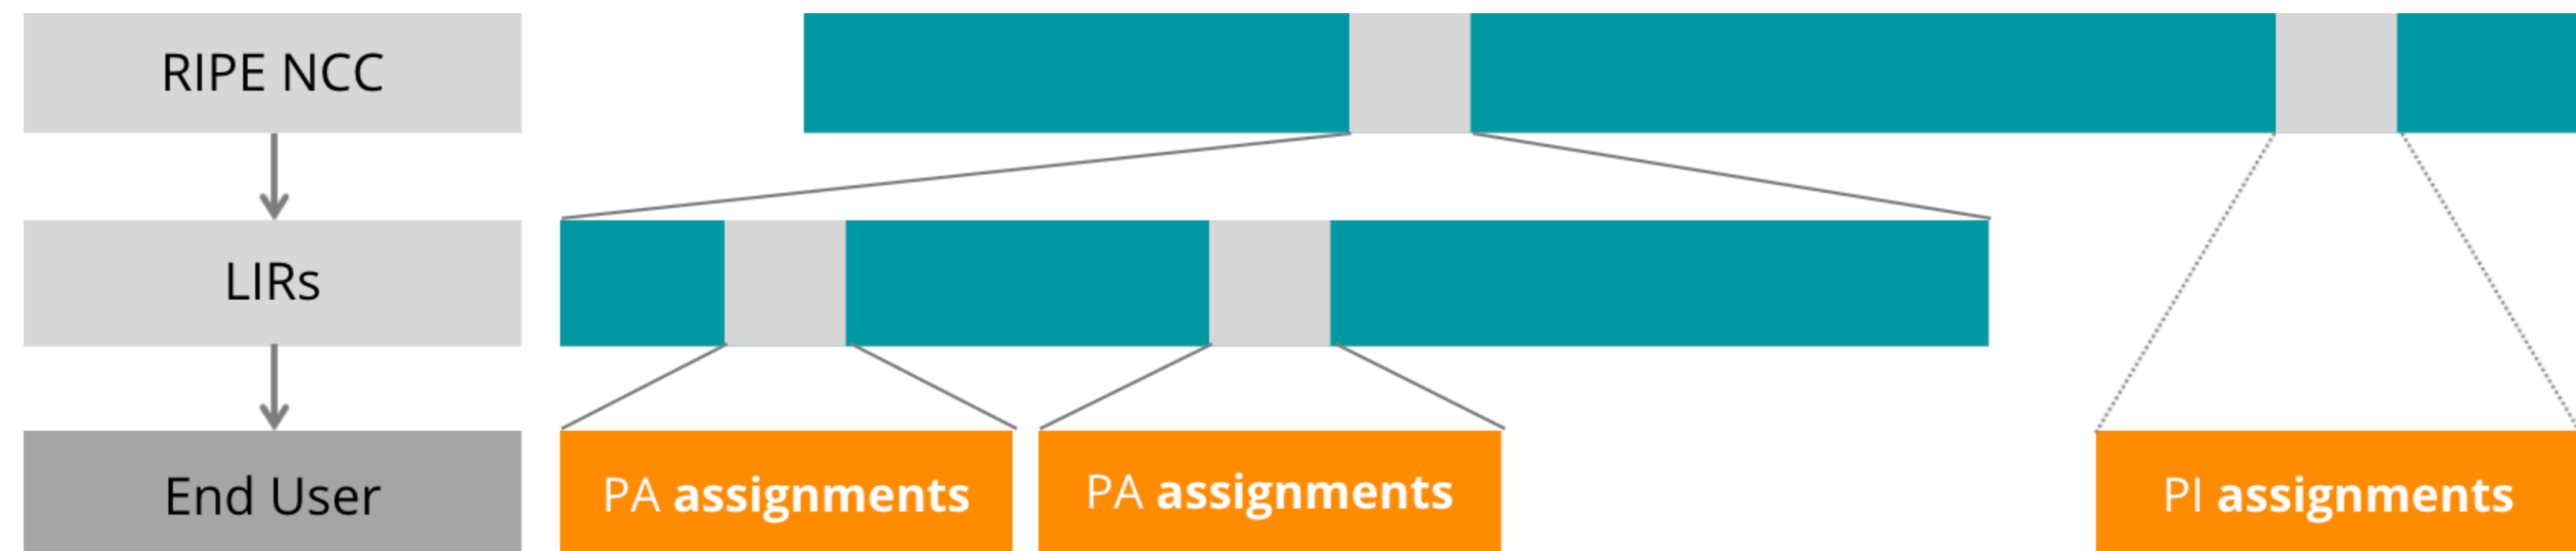 RIPE NCC
LIRs
End User
PA assignments
PA assignments
PI assignments